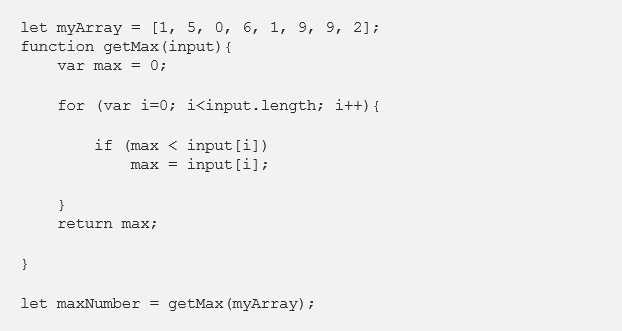 let myArray = [1, 5, 0, 6, 1, 9, 9, 2];
function getMax(input){
    var max = 0;
    for (var i=0; i<input.length; i++){
        if (max < input[i])
            max = input[i];
    }
    return max;
}
let maxNumber = getMax(myArray);